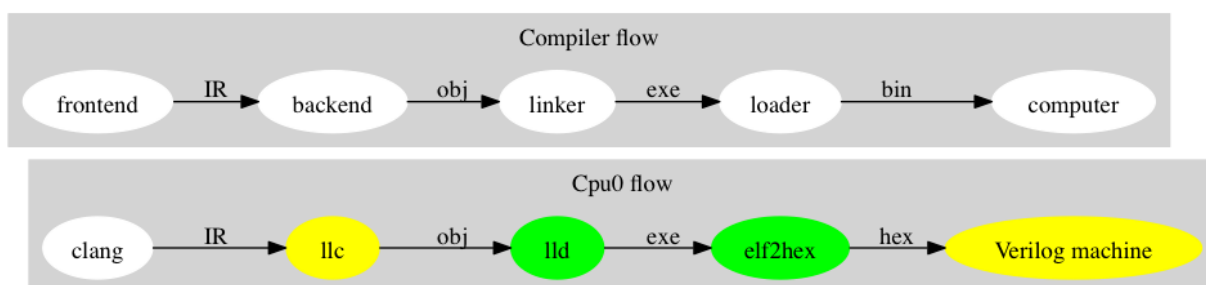 Compiler flow
frontend IR backend obj linker exe loader bin computer
Cpu0 flow
clang IR llc obj lld exe elf2hex hex Verilog machine